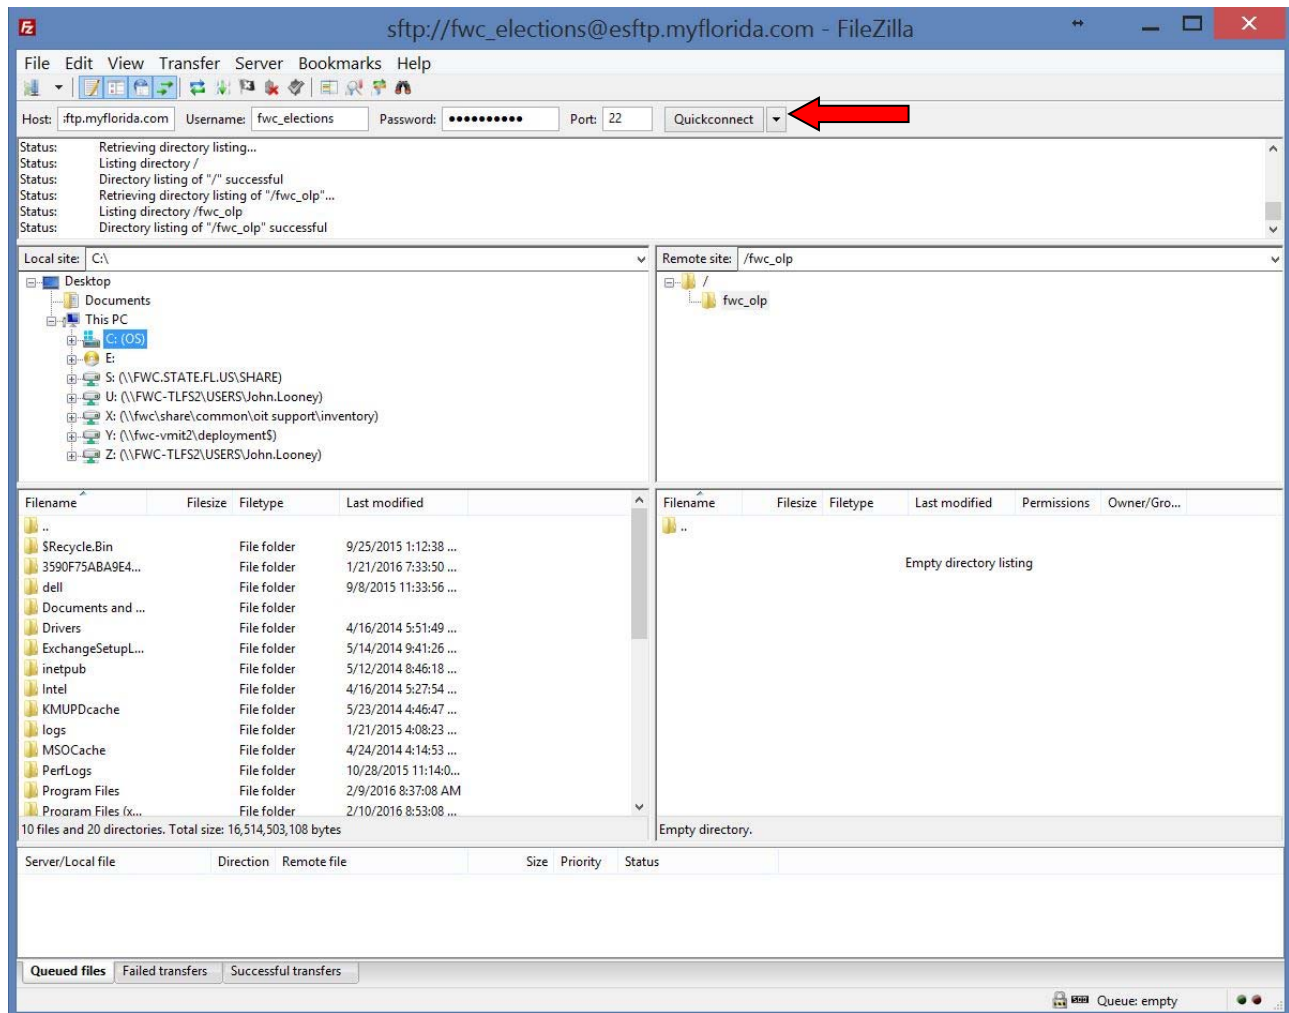 Fz sftp://fwc_elections@esftp.myflorida.com - FileZilla
File Edit View Transfer Server Bookmarks Help
Host: :ftp.myflorida.com Username: fwc_elections Password: •••••••••• Port: 22 Quickconnect
Status: Retrieving directory listing...
Status: Listing directory /
Status: Directory listing of "/" successful
Status: Retrieving directory listing of "/fwc_olp"...
Status: Listing directory /fwc_olp
Status: Directory listing of "/fwc_olp" successful
Local site: C:\
Desktop
Documents
This PC
C: (OS)
E:
S: (\\FWC.STATE.FL.US\SHARE)
U: (\\FWC-TLFS2\USERS\John.Looney)
X: (\\fwc\share\common\oit support\inventory)
Y: (\\fwc-vmit2\deployment$)
Z: (\\FWC-TLFS2\USERS\John.Looney)
Remote site: /fwc_olp
/
fwc_olp
Filename Filesize Filetype Last modified
..
$Recycle.Bin File folder 9/25/2015 1:12:38 ...
3590F75ABA9E4... File folder 1/21/2016 7:33:50 ...
dell File folder 9/8/2015 11:33:56 ...
Documents and ... File folder
Drivers File folder 4/16/2014 5:51:49 ...
ExchangeSetupL... File folder 5/14/2014 9:41:26 ...
inetpub File folder 5/12/2014 8:46:18 ...
Intel File folder 4/16/2014 5:27:54 ...
KMUPDcache File folder 5/23/2014 4:46:47 ...
logs File folder 1/21/2015 4:08:23 ...
MSOCache File folder 4/24/2014 4:14:53 ...
PerfLogs File folder 10/28/2015 11:14:0...
Program Files File folder 2/9/2016 8:37:08 AM
Program Files (x... File folder 2/10/2016 8:53:08 ...
10 files and 20 directories. Total size: 16,514,503,108 bytes
Filename Filesize Filetype Last modified Permissions Owner/Gro...
..
Empty directory listing
Empty directory.
Server/Local file Direction Remote file Size Priority Status
Queued files Failed transfers Successful transfers
Queue: empty